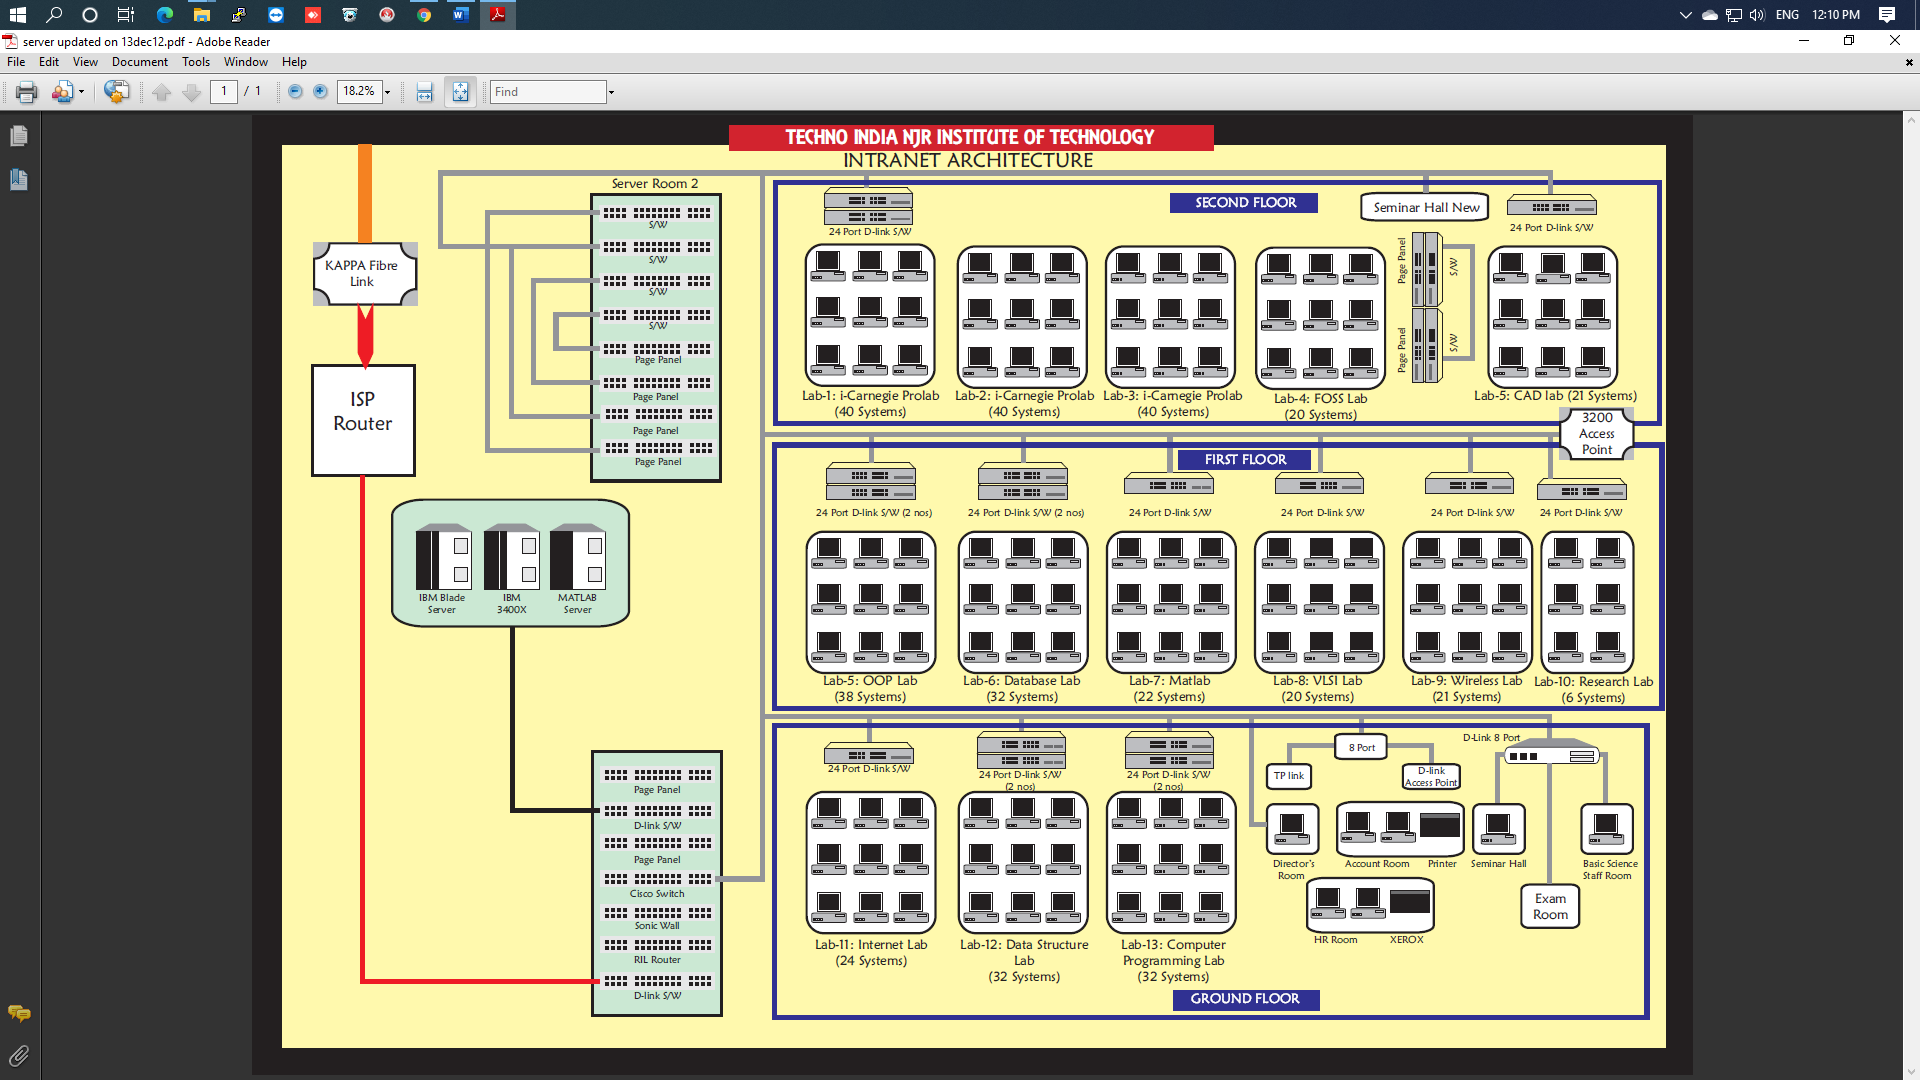 ENG
12:10 PM
server updated on 13dec12.pdf - Adobe Reader
File Edit View Document Tools Window Help
1 / 1
18.2%
Find
TECHNO INDIA NJR INSTITUTE OF TECHNOLOGY
INTRANET ARCHITECTURE
KAPPA Fibre
Link
ISP
Router
Server Room 2
S/W
S/W
S/W
S/W
Page Panel
Page Panel
Page Panel
Page Panel
IBM Blade
Server
IBM
3400X
MATLAB
Server
Page Panel
D-link S/W
Page Panel
Cisco Switch
Sonic Wall
RIL Router
D-link S/W
SECOND FLOOR
24 Port D-link S/W
Seminar Hall New
24 Port D-link S/W
Page Panel
S/W
Page Panel
S/W
Lab-1: i-Carnegie Prolab
(40 Systems)
Lab-2: i-Carnegie Prolab
(40 Systems)
Lab-3: i-Carnegie Prolab
(40 Systems)
Lab-4: FOSS Lab
(20 Systems)
Lab-5: CAD lab (21 Systems)
3200
Access
Point
FIRST FLOOR
24 Port D-link S/W (2 nos)
24 Port D-link S/W (2 nos)
24 Port D-link S/W
24 Port D-link S/W
24 Port D-link S/W
24 Port D-link S/W
Lab-5: OOP Lab
(38 Systems)
Lab-6: Database Lab
(32 Systems)
Lab-7: Matlab
(22 Systems)
Lab-8: VLSI Lab
(20 Systems)
Lab-9: Wireless Lab
(21 Systems)
Lab-10: Research Lab
(6 Systems)
24 Port D-link S/W
24 Port D-link S/W
(2 nos)
24 Port D-link S/W
(2 nos)
8 Port
TP link
D-link
Access Point
D-Link 8 Port
Director's
Room
Account Room
Printer
Seminar Hall
Basic Science
Staff Room
HR Room
XEROX
Exam
Room
Lab-11: Internet Lab
(24 Systems)
Lab-12: Data Structure
Lab
(32 Systems)
Lab-13: Computer
Programming Lab
(32 Systems)
GROUND FLOOR